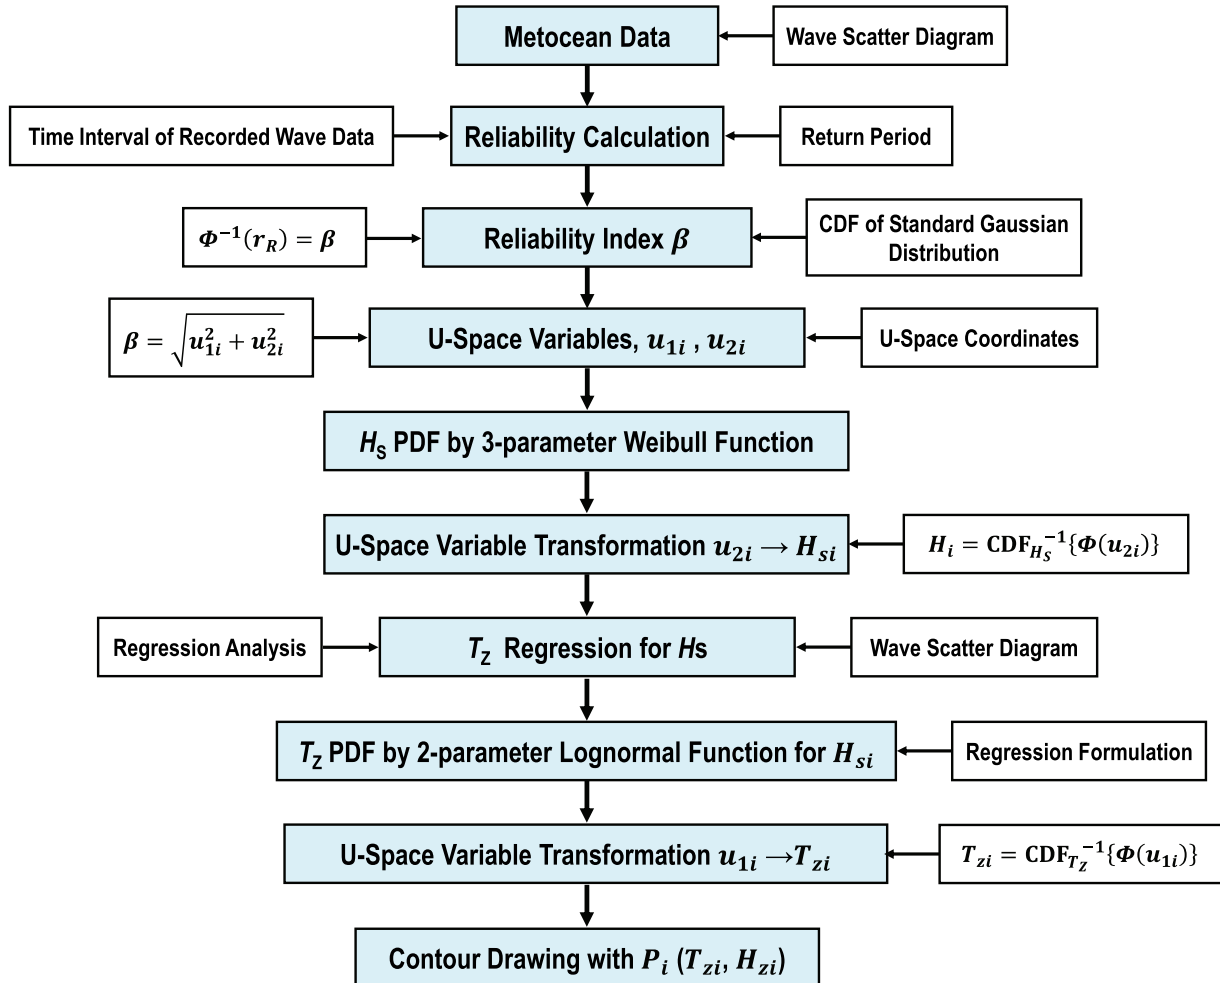 Metocean Data
Wave Scatter Diagram
Time Interval of Recorded Wave Data
Reliability Calculation
Return Period
Φ⁻¹(r_R) = β
Reliability Index β
CDF of Standard Gaussian
Distribution
β = √(u₁ᵢ² + u₂ᵢ²)
U-Space Variables, u₁ᵢ , u₂ᵢ
U-Space Coordinates
H_S PDF by 3-parameter Weibull Function
U-Space Variable Transformation u₂ᵢ → H_si
H_i = CDF_{H_S}⁻¹{Φ(u₂ᵢ)}
Regression Analysis
T_Z Regression for Hs
Wave Scatter Diagram
T_Z PDF by 2-parameter Lognormal Function for H_si
Regression Formulation
U-Space Variable Transformation u₁ᵢ → T_zi
T_zi = CDF_{T_Z}⁻¹{Φ(u₁ᵢ)}
Contour Drawing with P_i (T_zi, H_zi)